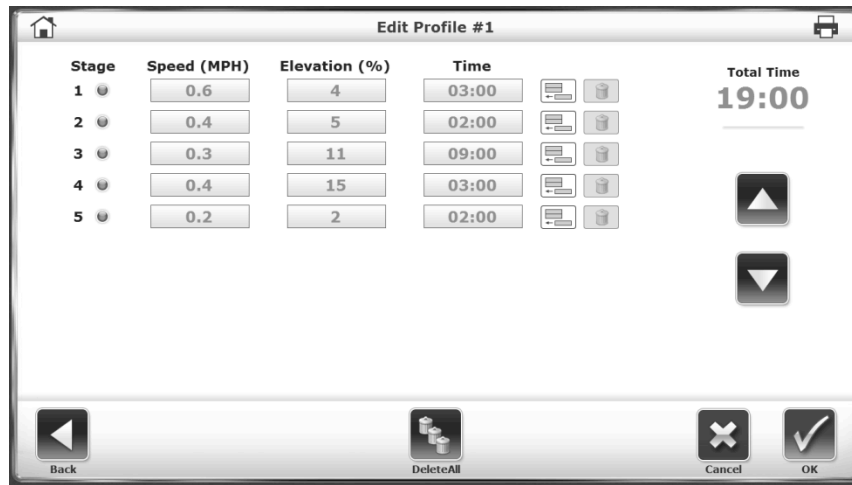 Edit Profile #1
Stage Speed (MPH) Elevation (%) Time
Total Time
19:00
1 0.6 4 03:00
2 0.4 5 02:00
3 0.3 11 09:00
4 0.4 15 03:00
5 0.2 2 02:00
Back
DeleteAll
Cancel
OK